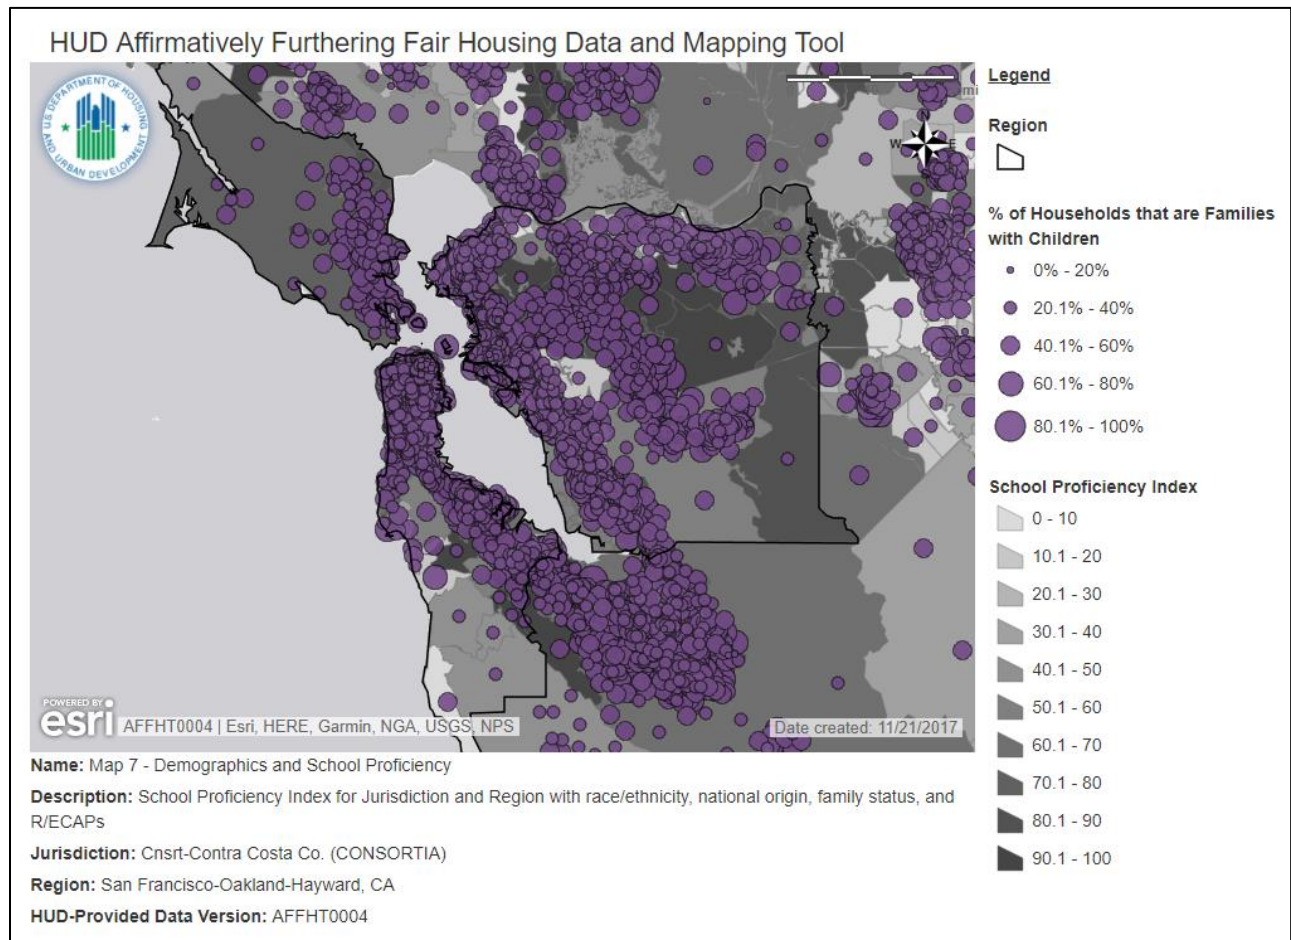 HUD Affirmatively Furthering Fair Housing Data and Mapping Tool
U.S. DEPARTMENT OF HOUSING
AND URBAN DEVELOPMENT
N
W
E
POWERED BY
esri
AFFHT0004 | Esri, HERE, Garmin, NGA, USGS, NPS
Date created: 11/21/2017
Legend
Region
% of Households that are Families
with Children
0% - 20%
20.1% - 40%
40.1% - 60%
60.1% - 80%
80.1% - 100%
School Proficiency Index
0 - 10
10.1 - 20
20.1 - 30
30.1 - 40
40.1 - 50
50.1 - 60
60.1 - 70
70.1 - 80
80.1 - 90
90.1 - 100
Name: Map 7 - Demographics and School Proficiency
Description: School Proficiency Index for Jurisdiction and Region with race/ethnicity, national origin, family status, and
R/ECAPs
Jurisdiction: Cnsrt-Contra Costa Co. (CONSORTIA)
Region: San Francisco-Oakland-Hayward, CA
HUD-Provided Data Version: AFFHT0004